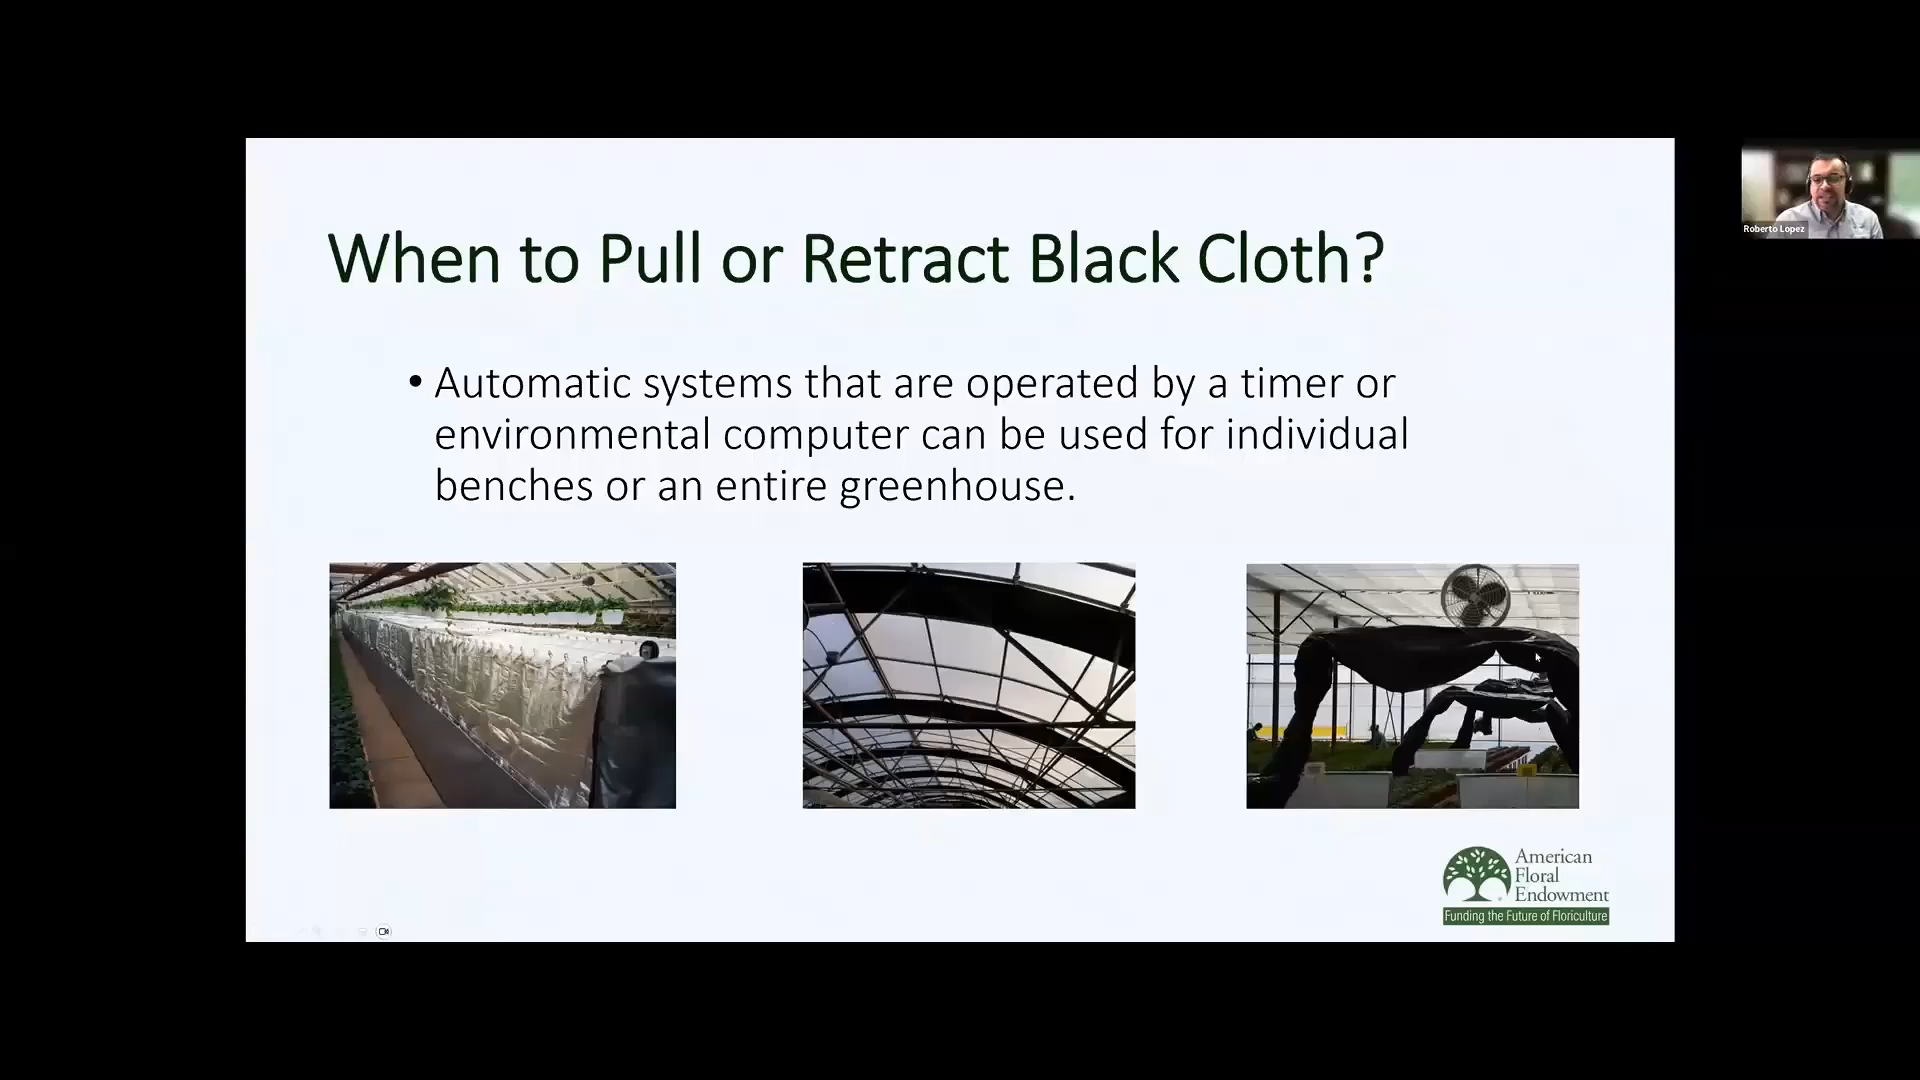 When to Pull or Retract Black Cloth?
Roberto Lopez
• Automatic systems that are operated by a timer or
environmental computer can be used for individual
benches or an entire greenhouse.
American
Floral
Endowment
Funding the Future of Floriculture